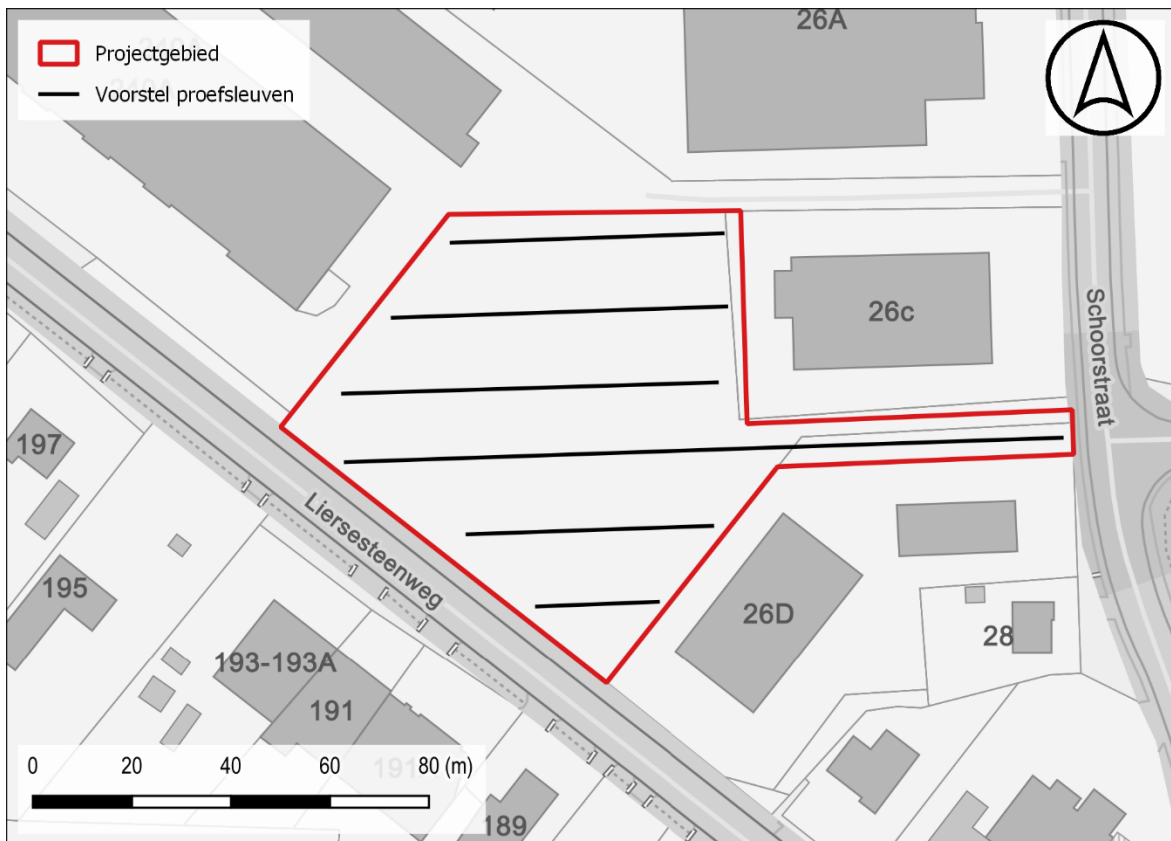 Projectgebied
Voorstel proefsleuven
26A
26c
Schoorstraat
197
Liersesteenweg
195
26D
28
193-193A
191
191
189
0 20 40 60 80 (m)